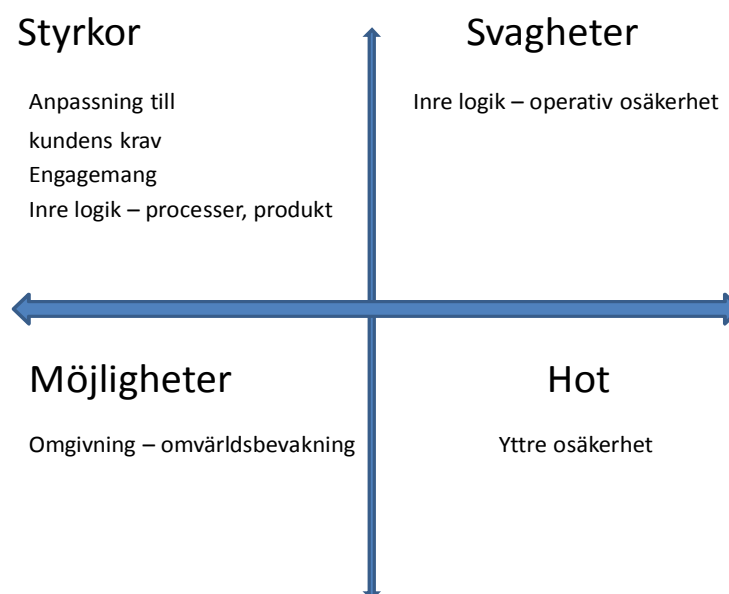 Styrkor
Anpassning till
kundens krav
Engagemang
Inre logik – processer, produkt
Svagheter
Inre logik – operativ osäkerhet
Möjligheter
Omgivning – omvärldsbevakning
Hot
Yttre osäkerhet